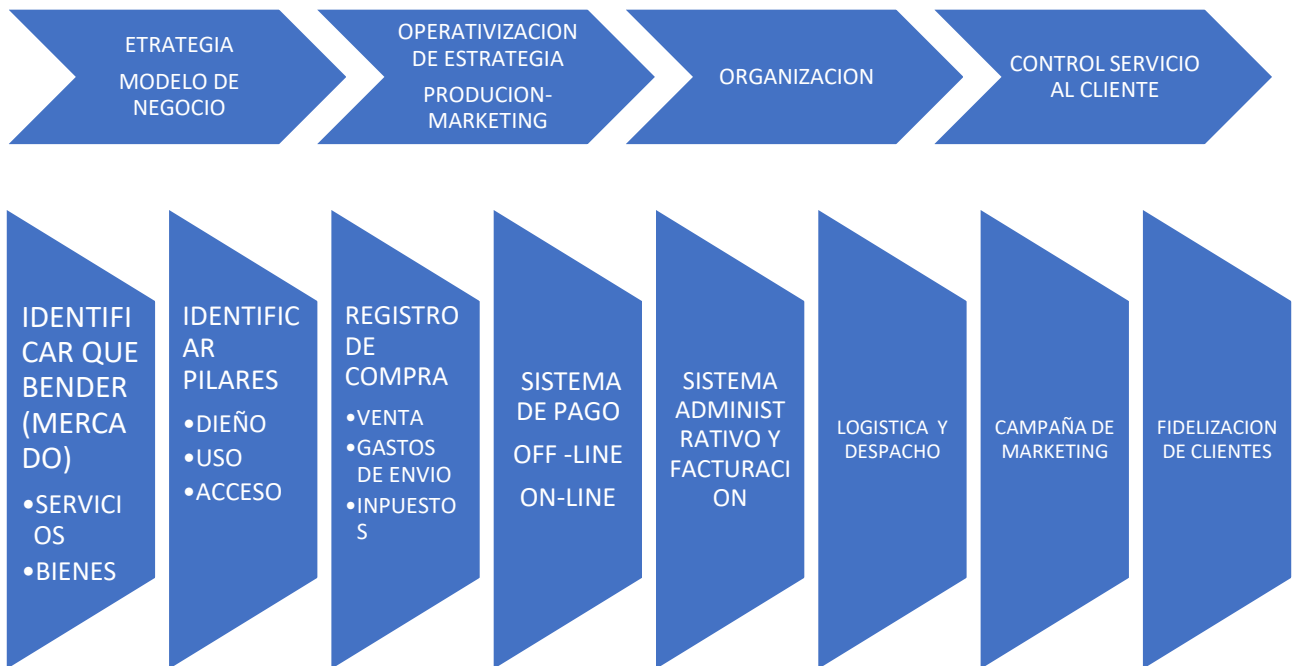 ETRATEGIA
MODELO DE
NEGOCIO
OPERATIVIZACION
DE ESTRATEGIA
PRODUCION-
MARKETING
ORGANIZACION
CONTROL SERVICIO
AL CLIENTE
IDENTIFI
CAR QUE
BENDER
(MERCA
DO)
•SERVICI
OS
•BIENES
IDENTIFIC
AR
PILARES
•DIEÑO
•USO
•ACCESO
REGISTRO
DE
COMPRA
•VENTA
•GASTOS
DE ENVIO
•INPUESTO
S
SISTEMA
DE PAGO
OFF -LINE
ON-LINE
SISTEMA
ADMINIST
RATIVO Y
FACTURACI
ON
LOGISTICA Y
DESPACHO
CAMPAÑA DE
MARKETING
FIDELIZACION
DE CLIENTES